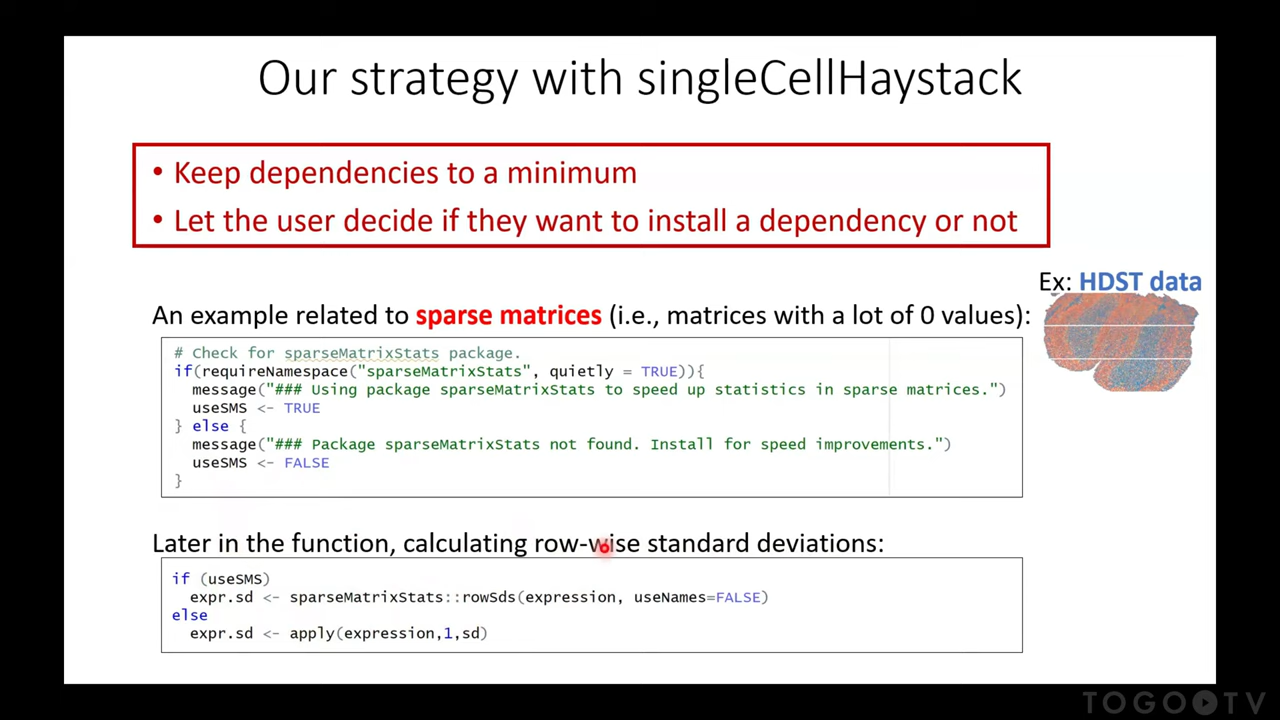 Our strategy with singleCellHaystack
• Keep dependencies to a minimum
• Let the user decide if they want to install a dependency or not
Ex: HDST data
An example related to sparse matrices (i.e., matrices with a lot of 0 values):
# Check for sparseMatrixStats package.
if(requireNamespace("sparseMatrixStats", quietly = TRUE)){
message("### Using package sparseMatrixStats to speed up statistics in sparse matrices.")
useSMS <- TRUE
} else {
message("### Package sparseMatrixStats not found. Install for speed improvements.")
useSMS <- FALSE
}
Later in the function, calculating row-wise standard deviations:
if (useSMS)
expr.sd <- sparseMatrixStats::rowSds(expression, useNames=FALSE)
else
expr.sd <- apply(expression,1,sd)
TOGO TV